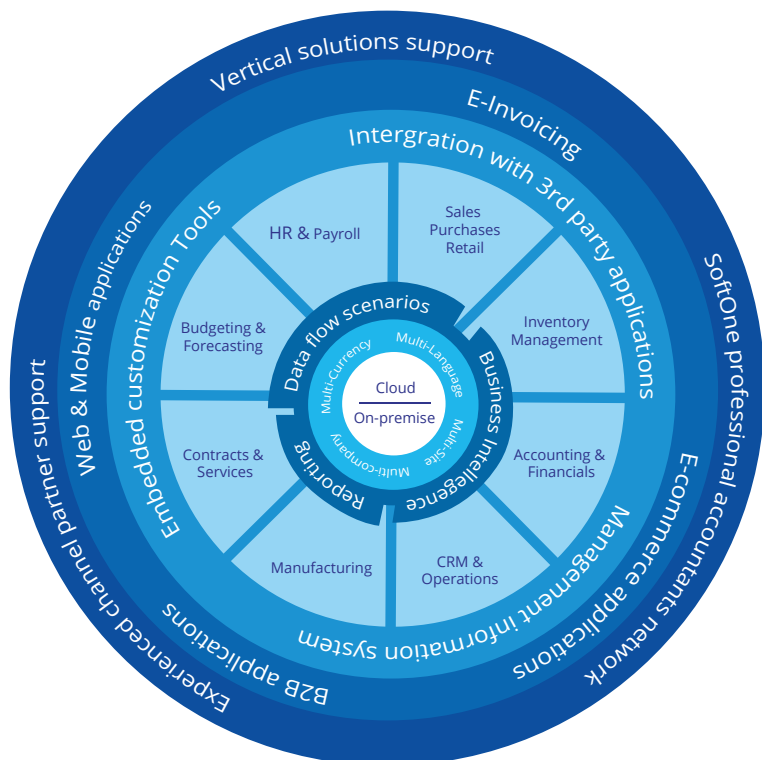 Vertical solutions support
SoftOne professional accountants network
Experienced channel partner support
E-Invoicing
E-commerce applications
B2B applications
Web & Mobile applications
Intergration with 3rd party applications
Management information system
Embedded customization Tools
HR & Payroll
Sales
Purchases
Retail
Inventory
Management
Accounting &
Financials
CRM &
Operations
Manufacturing
Contracts &
Services
Budgeting &
Forecasting
Data flow scenarios
Business Intellegence
Reporting
Multi-Currency
Multi-Language
Multi-Site
Multi-company
Cloud
On-premise